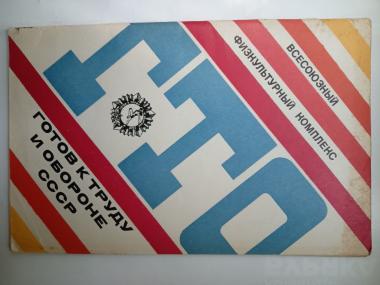 ВСЕСОЮЗНЫЙ
ФИЗКУЛЬТУРНЫЙ КОМПЛЕКС
ГТО
ГОТОВ К ТРУДУ
И ОБОРОНЕ
СССР